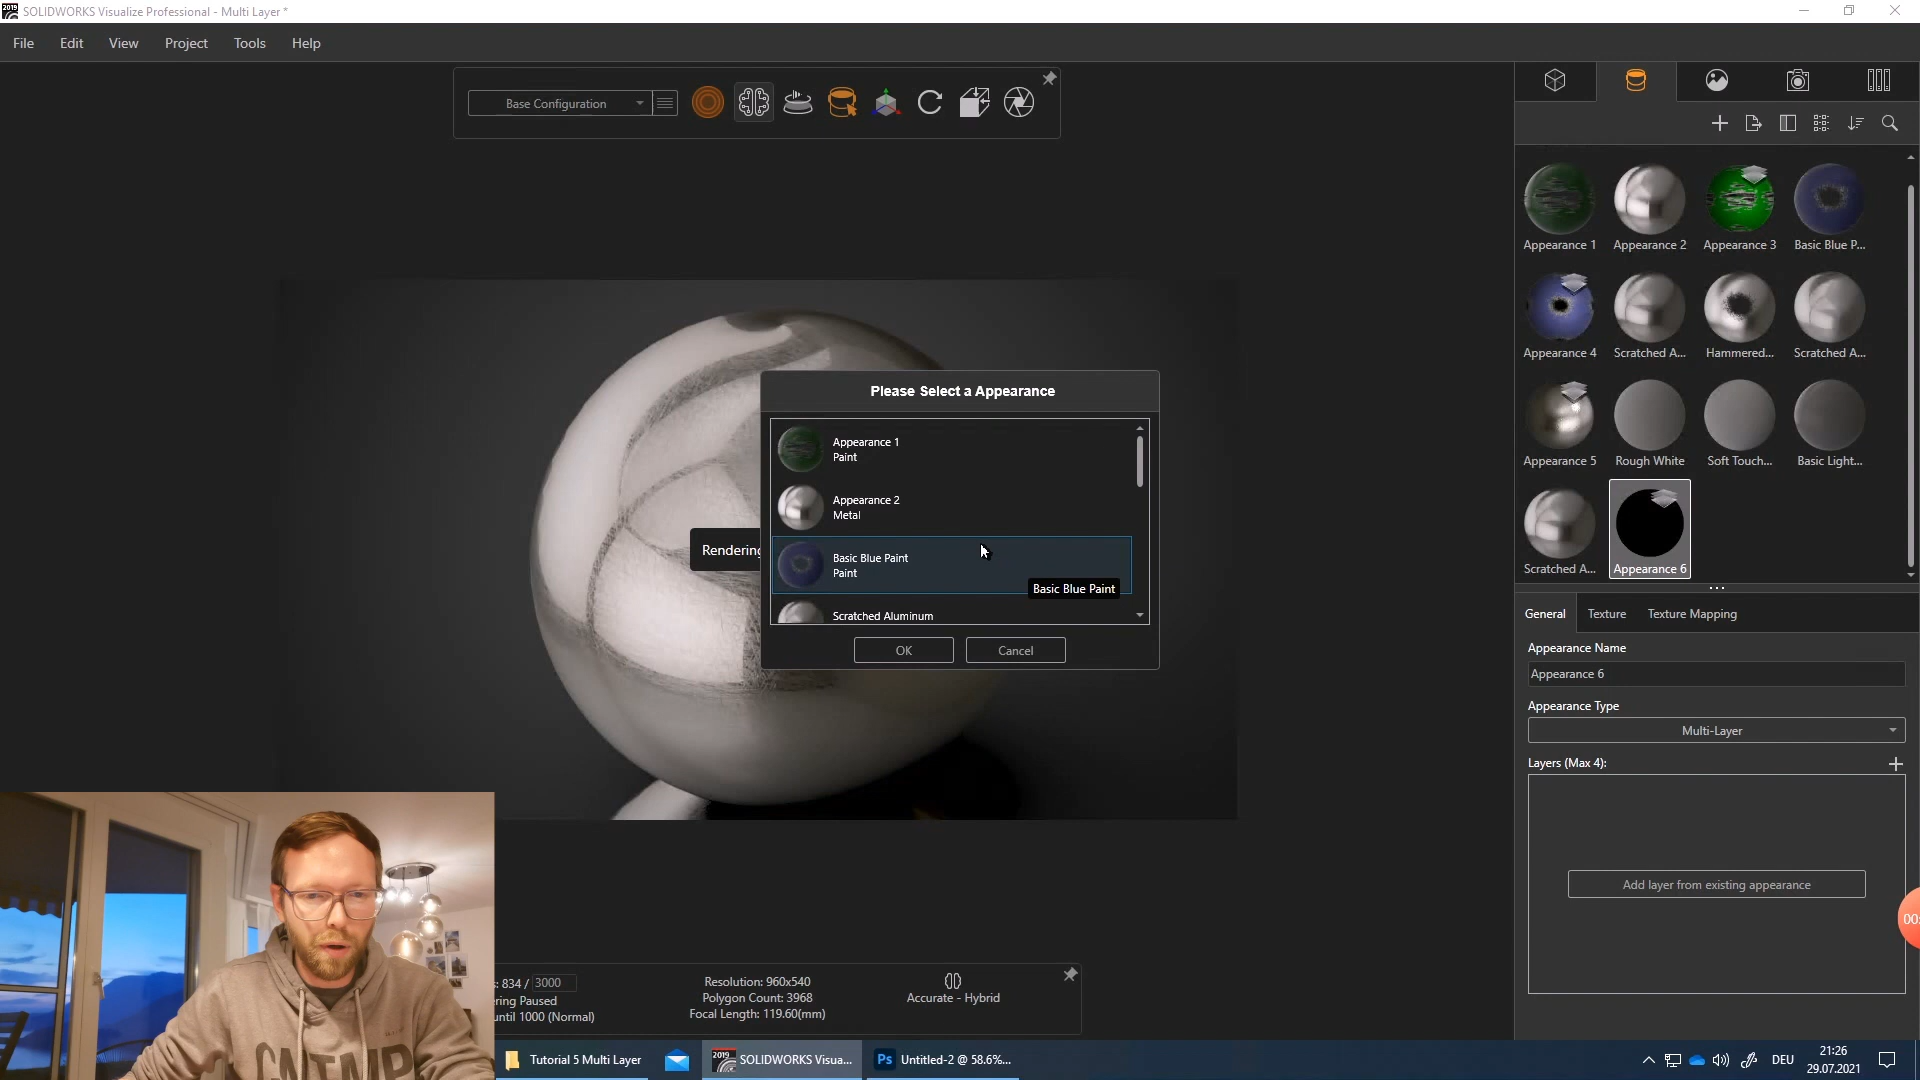 SOLIDWORKS Visualize Professional - Multi Layer *
File Edit View Project Tools Help
Base Configuration
Appearance 1 Appearance 2 Appearance 3 Basic Blue P...
Appearance 4 Scratched A... Hammered... Scratched A...
Appearance 5 Rough White Soft Touch... Basic Light...
Scratched A... Appearance 6
Please Select a Appearance
Appearance 1
Paint
Appearance 2
Metal
Basic Blue Paint
Paint
Basic Blue Paint
Scratched Aluminum
OK Cancel
Rendering
General Texture Texture Mapping
Appearance Name
Appearance 6
Appearance Type
Multi-Layer
Layers (Max 4):
Add layer from existing appearance
00:
: 834 / 3000
ring Paused
until 1000 (Normal)
Resolution: 960x540
Polygon Count: 3968
Focal Length: 119.60(mm)
Accurate - Hybrid
Tutorial 5 Multi Layer
2019
SOLIDWORKS Visua...
Ps
Untitled-2 @ 58.6%...
DEU
21:26
29.07.2021